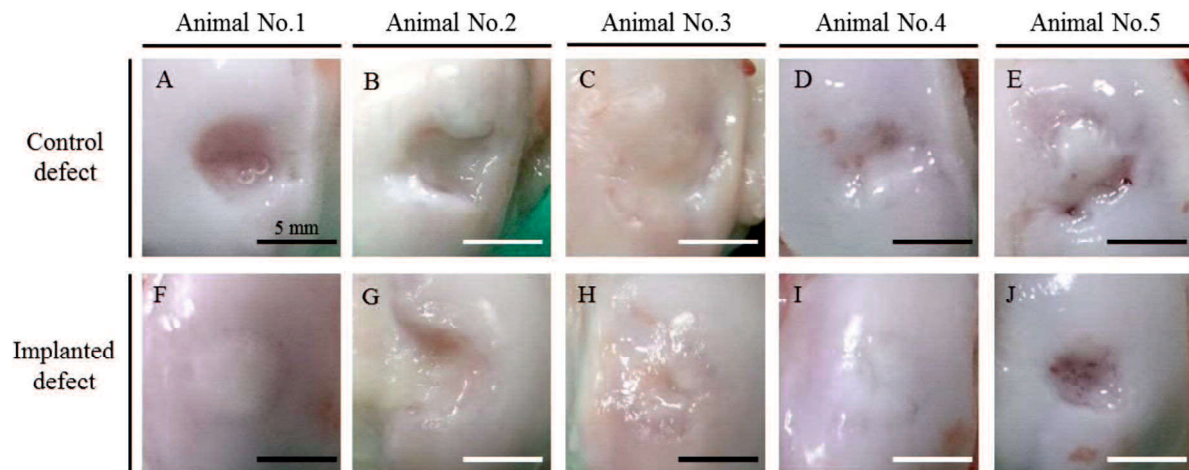 Animal No.1
Animal No.2
Animal No.3
Animal No.4
Animal No.5
Control
defect
A
B
C
D
E
5 mm
Implanted
defect
F
G
H
I
J